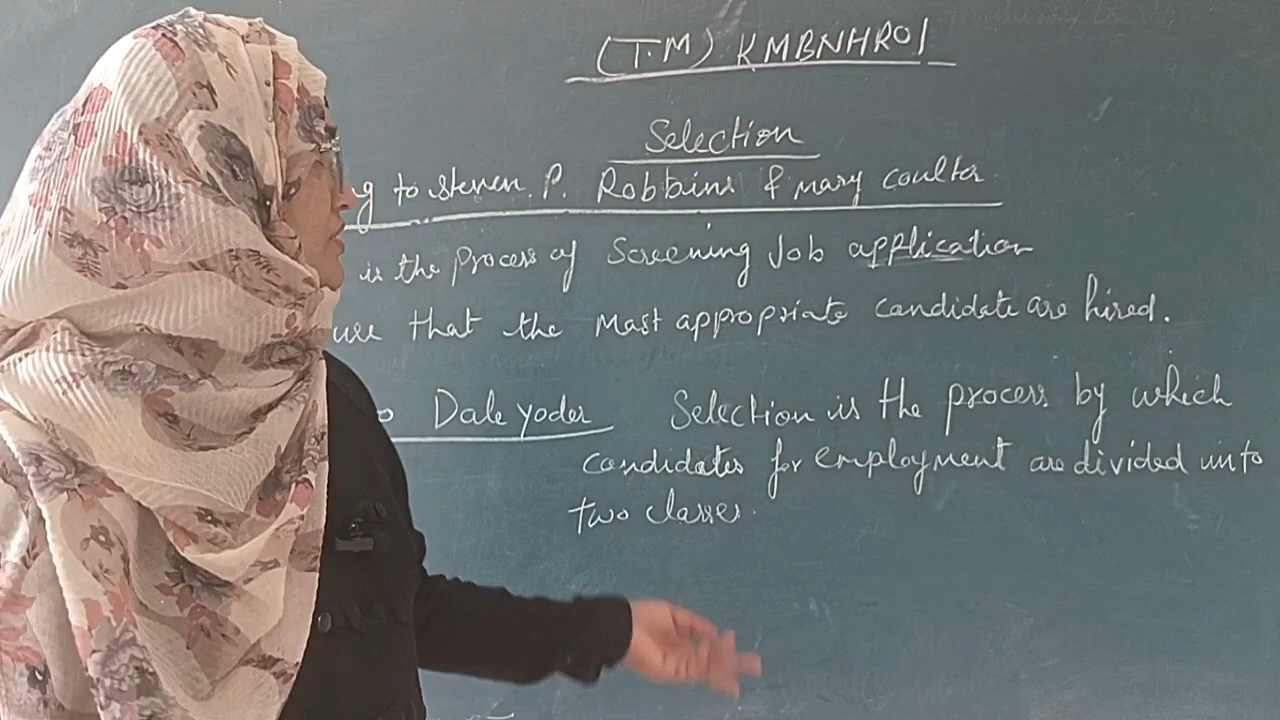 (T.M) KMBNHR01
Selection
g to steven. P. Robbins & mary coulter
is the process of Screening Job application
ure that the most appropriate candidate are hired.
o Dale yoder Selection is the process by which
candidates for employment are divided into
two classes.